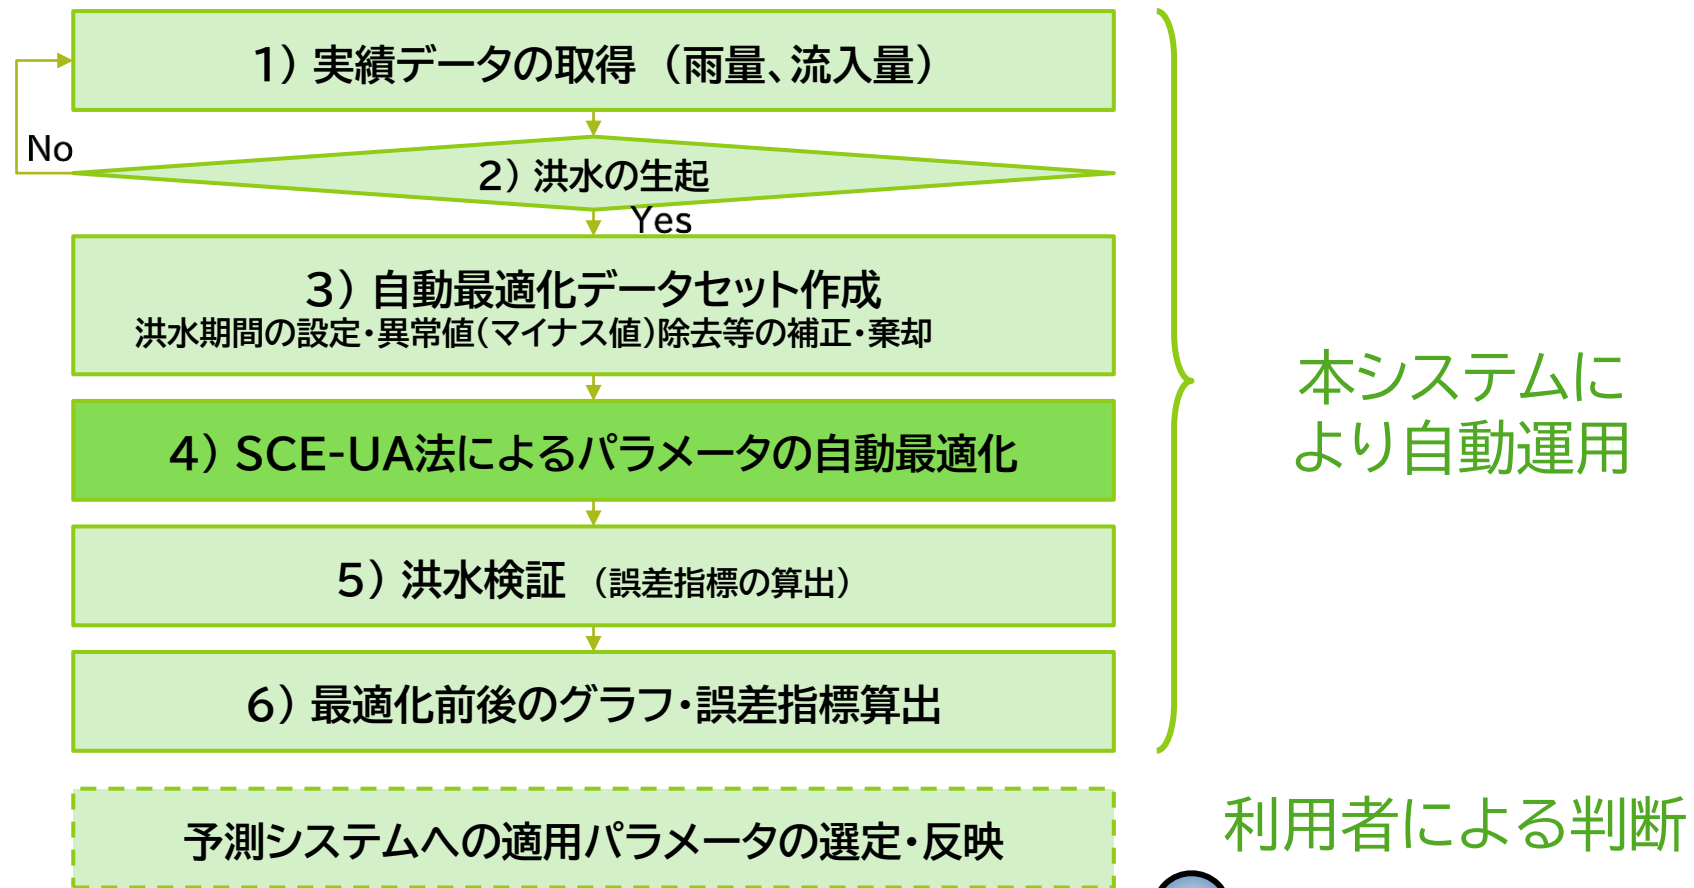 1）実績データの取得（雨量、流入量）
No
2）洪水の生起
Yes
3）自動最適化データセット作成
洪水期間の設定・異常値（マイナス値）除去等の補正・棄却
4）SCE-UA法によるパラメータの自動最適化
5）洪水検証（誤差指標の算出）
6）最適化前後のグラフ・誤差指標算出
本システムに
より自動運用
予測システムへの適用パラメータの選定・反映
利用者による判断